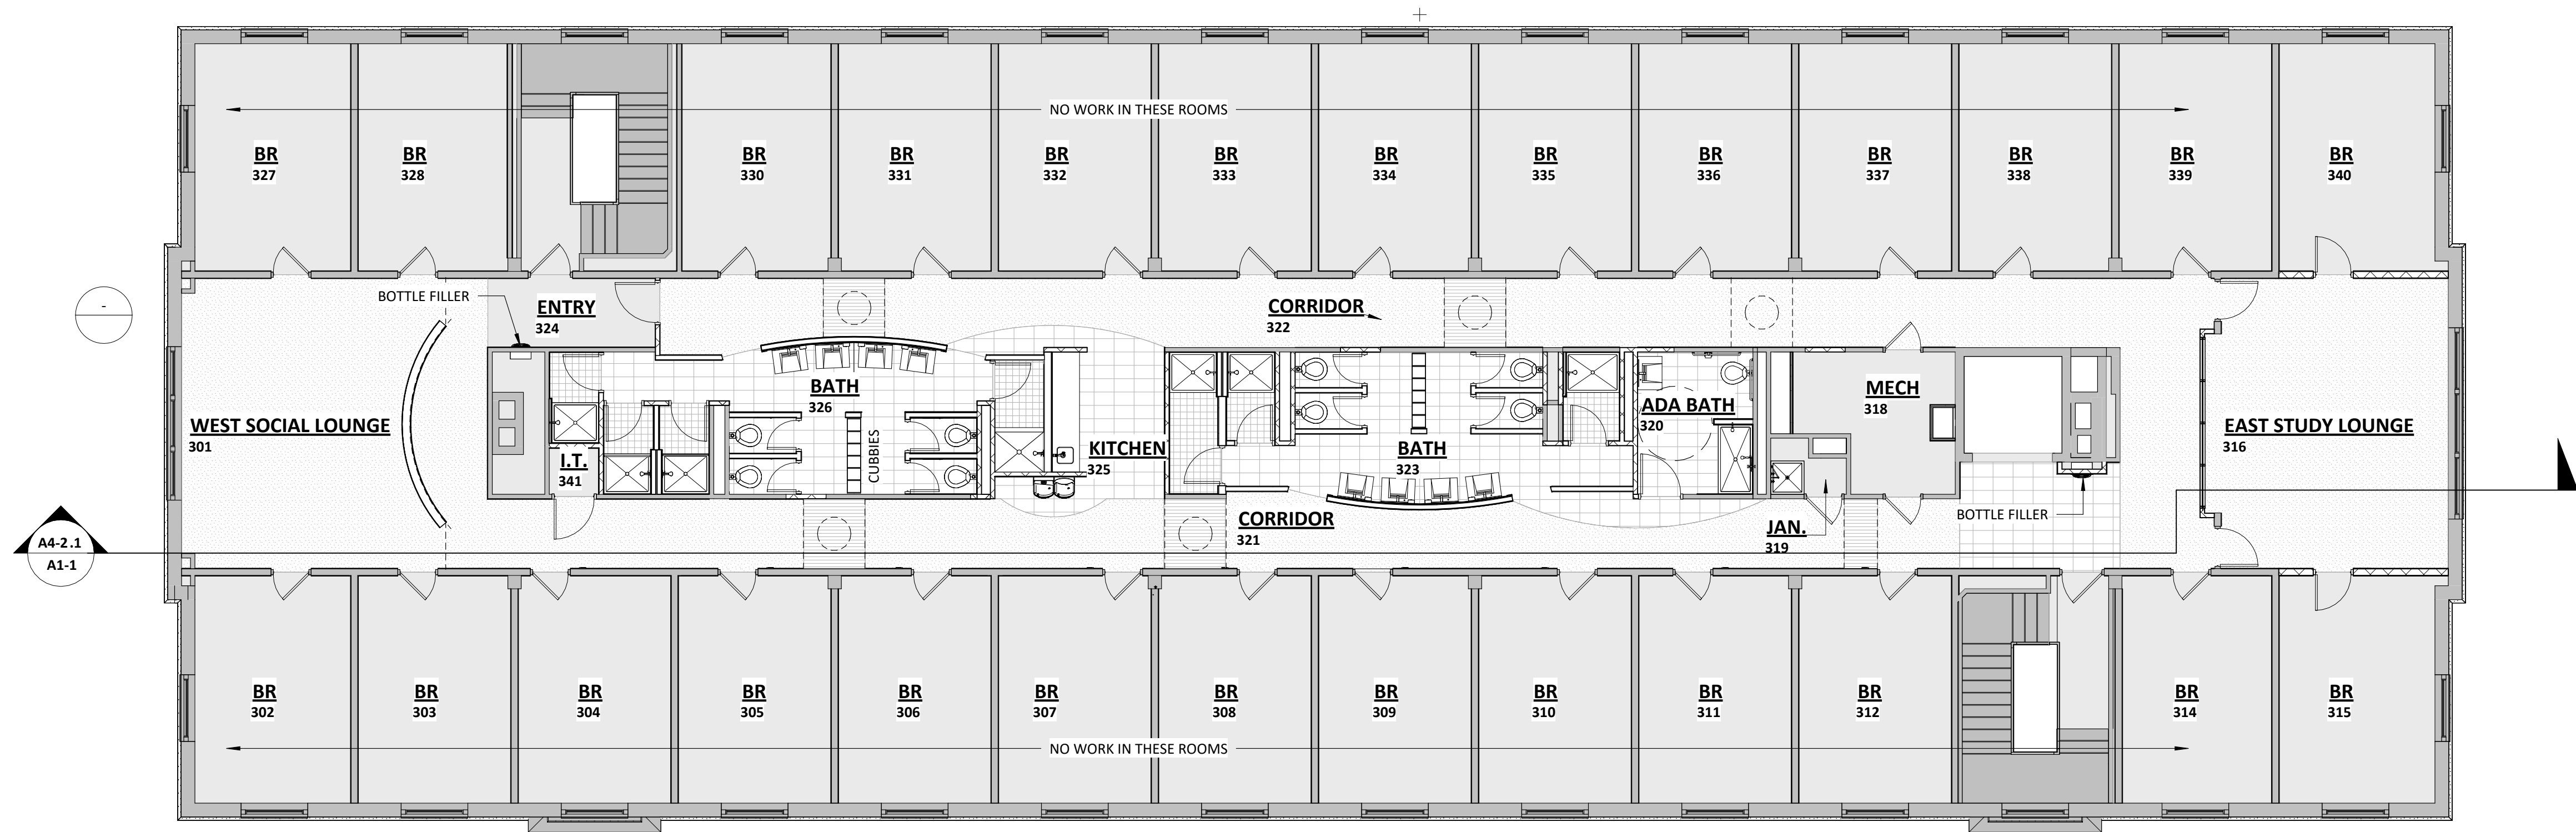 NO WORK IN THESE ROOMS
BR
327
BR
328
BR
330
BR
331
BR
332
BR
333
BR
334
BR
335
BR
336
BR
337
BR
338
BR
339
BR
340
-
BOTTLE FILLER
ENTRY
324
CORRIDOR
322
BATH
326
CUBBIES
WEST SOCIAL LOUNGE
301
I.T.
341
KITCHEN
325
BATH
323
ADA BATH
320
MECH
318
EAST STUDY LOUNGE
316
CORRIDOR
321
JAN.
319
BOTTLE FILLER
A4-2.1
A1-1
BR
302
BR
303
BR
304
BR
305
BR
306
BR
307
BR
308
BR
309
BR
310
BR
311
BR
312
BR
314
BR
315
NO WORK IN THESE ROOMS